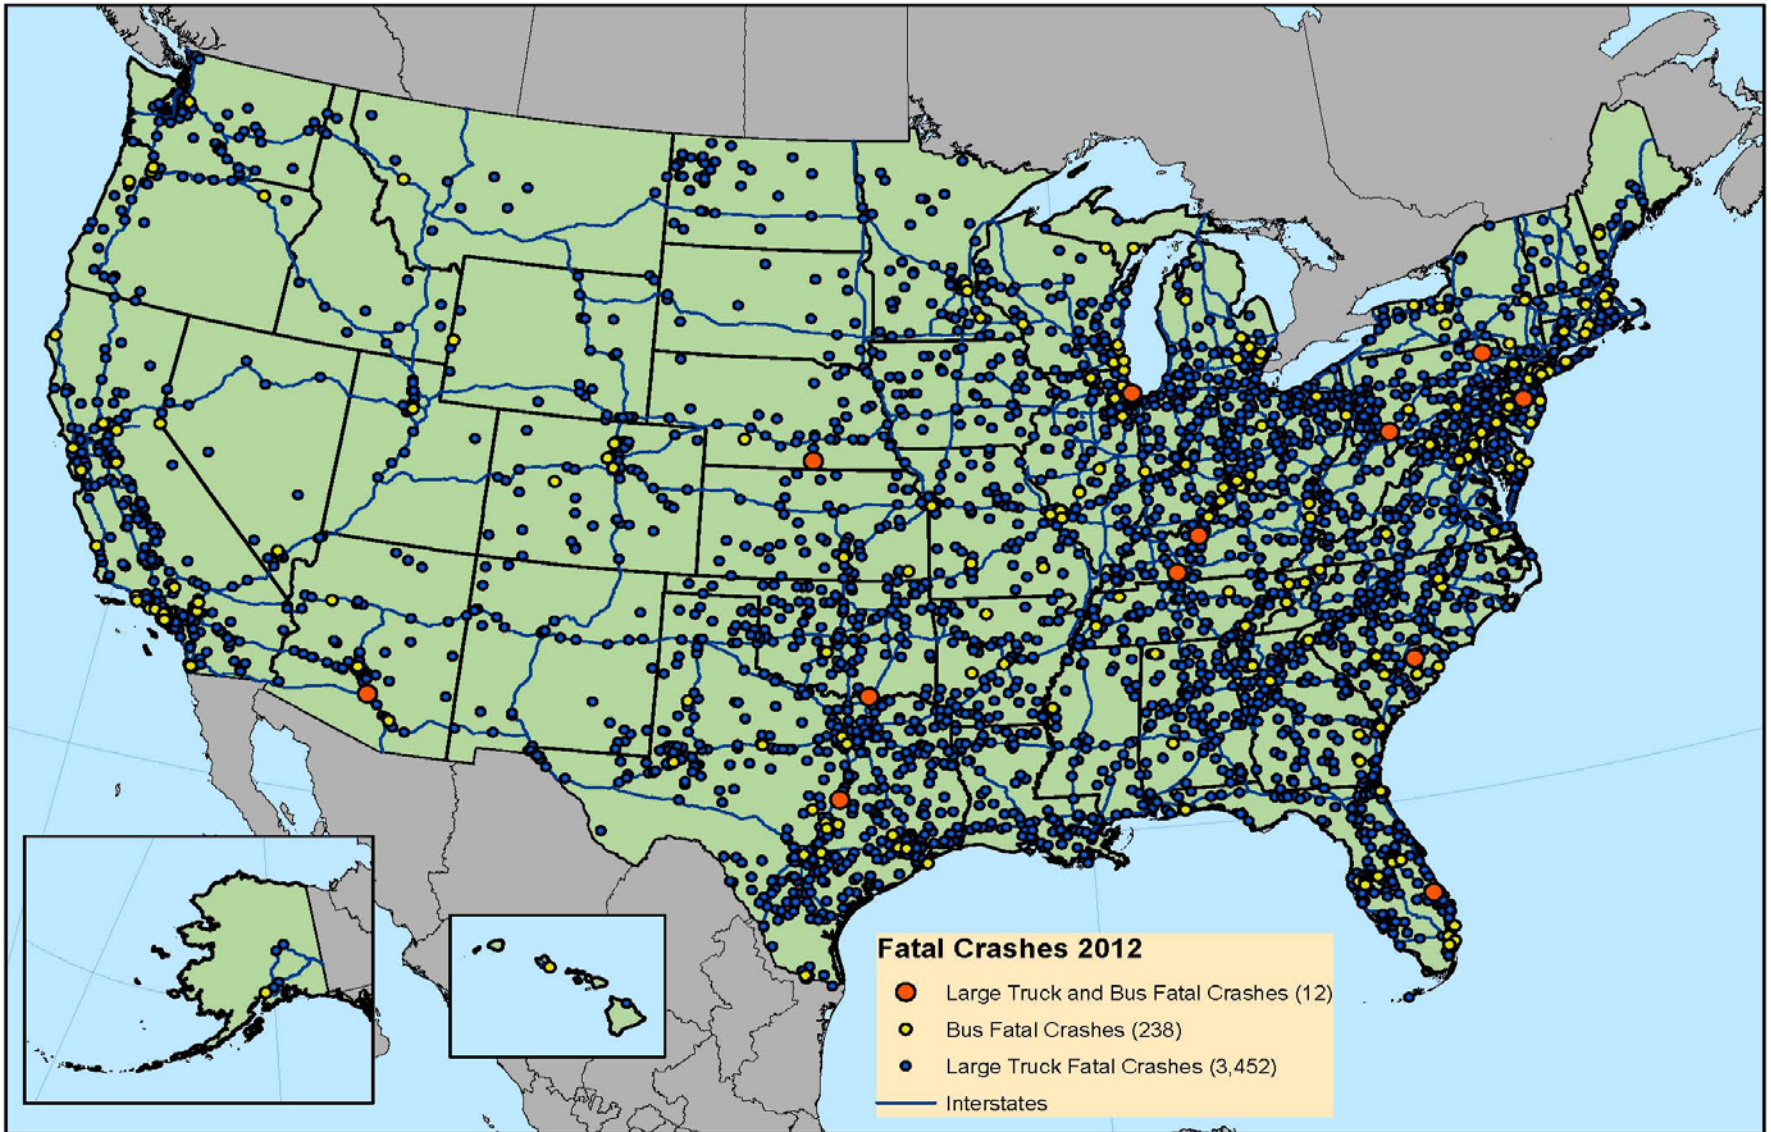 Fatal Crashes 2012
Large Truck and Bus Fatal Crashes (12)
Bus Fatal Crashes (238)
Large Truck Fatal Crashes (3,452)
Interstates